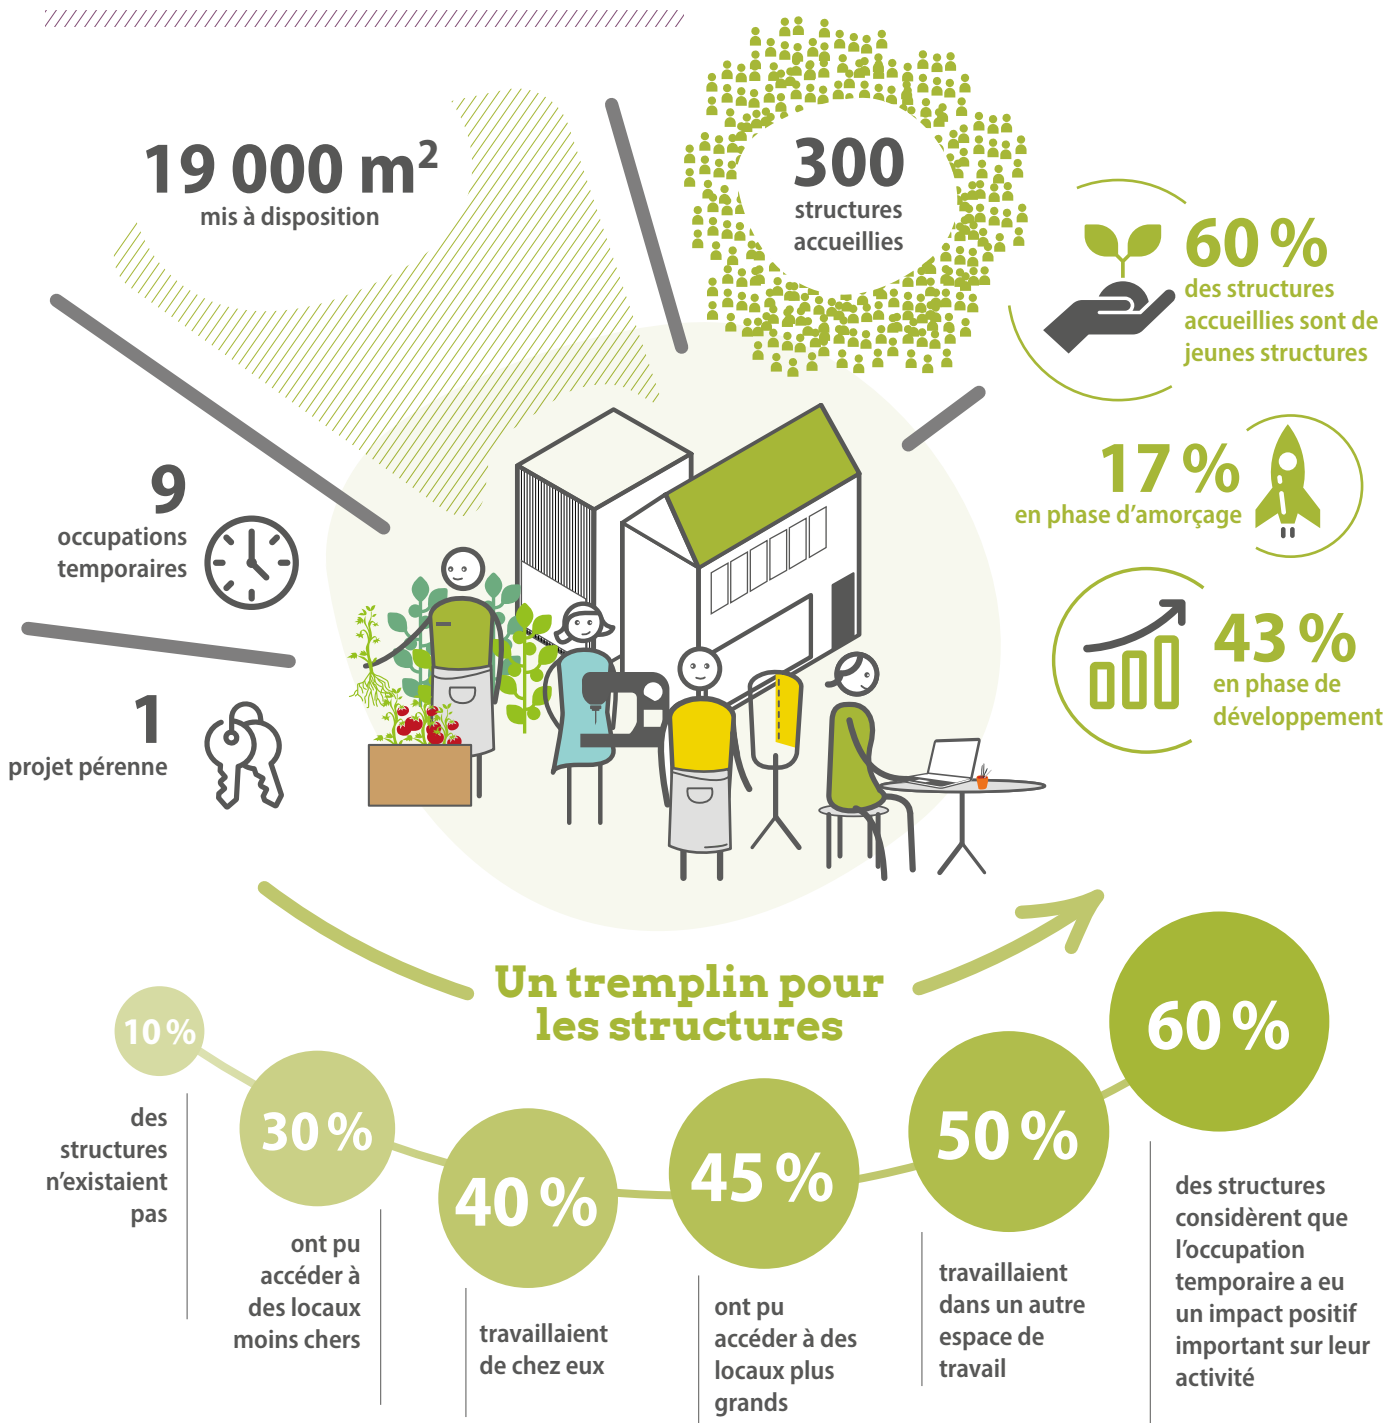 19 000 m²
mis à disposition
300
structures
accueillies
60 %
des structures
accueillies sont de
jeunes structures
17 %
en phase d’amorçage
43 %
en phase de
développement
9
occupations
temporaires
1
projet pérenne
Un tremplin pour
les structures
10 %
des
structures
n’existaient
pas
30 %
ont pu
accéder à
des locaux
moins chers
40 %
travaillaient
de chez eux
45 %
ont pu
accéder à des
locaux plus
grands
50 %
travaillaient
dans un autre
espace de
travail
60 %
des structures
considèrent que
l’occupation
temporaire a eu
un impact positif
important sur leur
activité